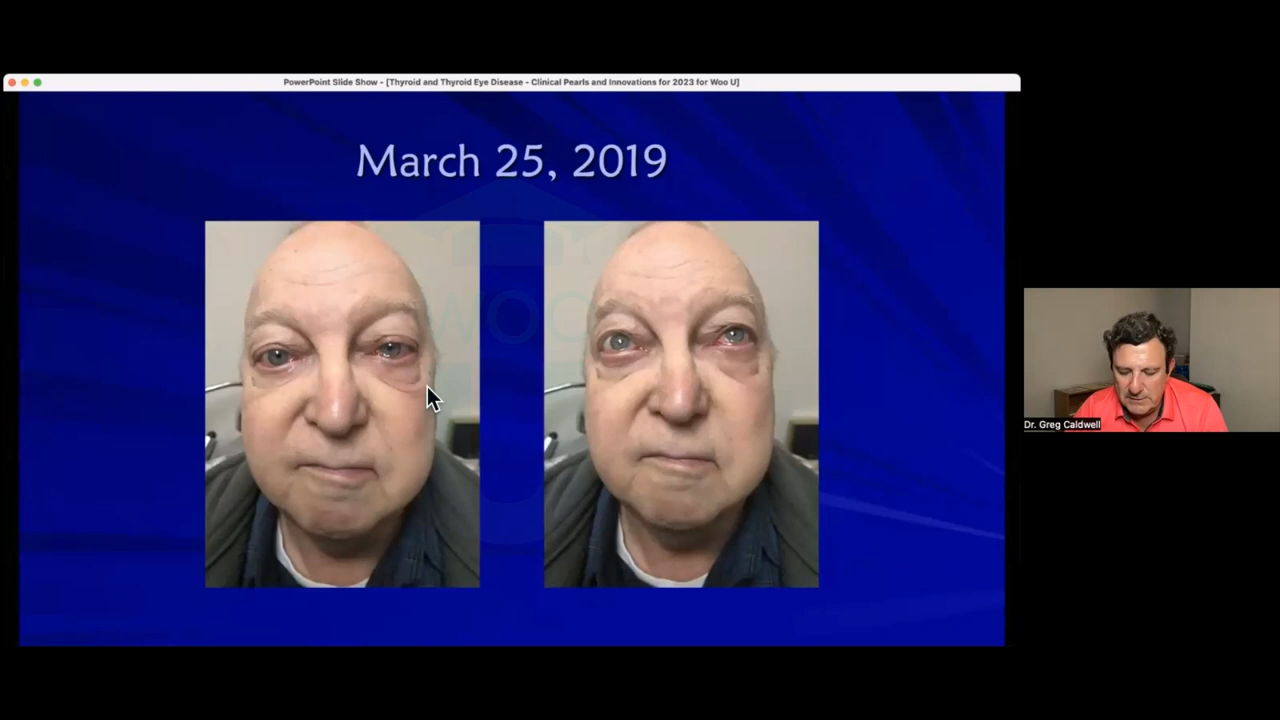 PowerPoint Slide Show - [Thyroid and Thyroid Eye Disease - Clinical Pearls and Innovations for 2023 for Woo U]
March 25, 2019
WOO
Dr. Greg Caldwell